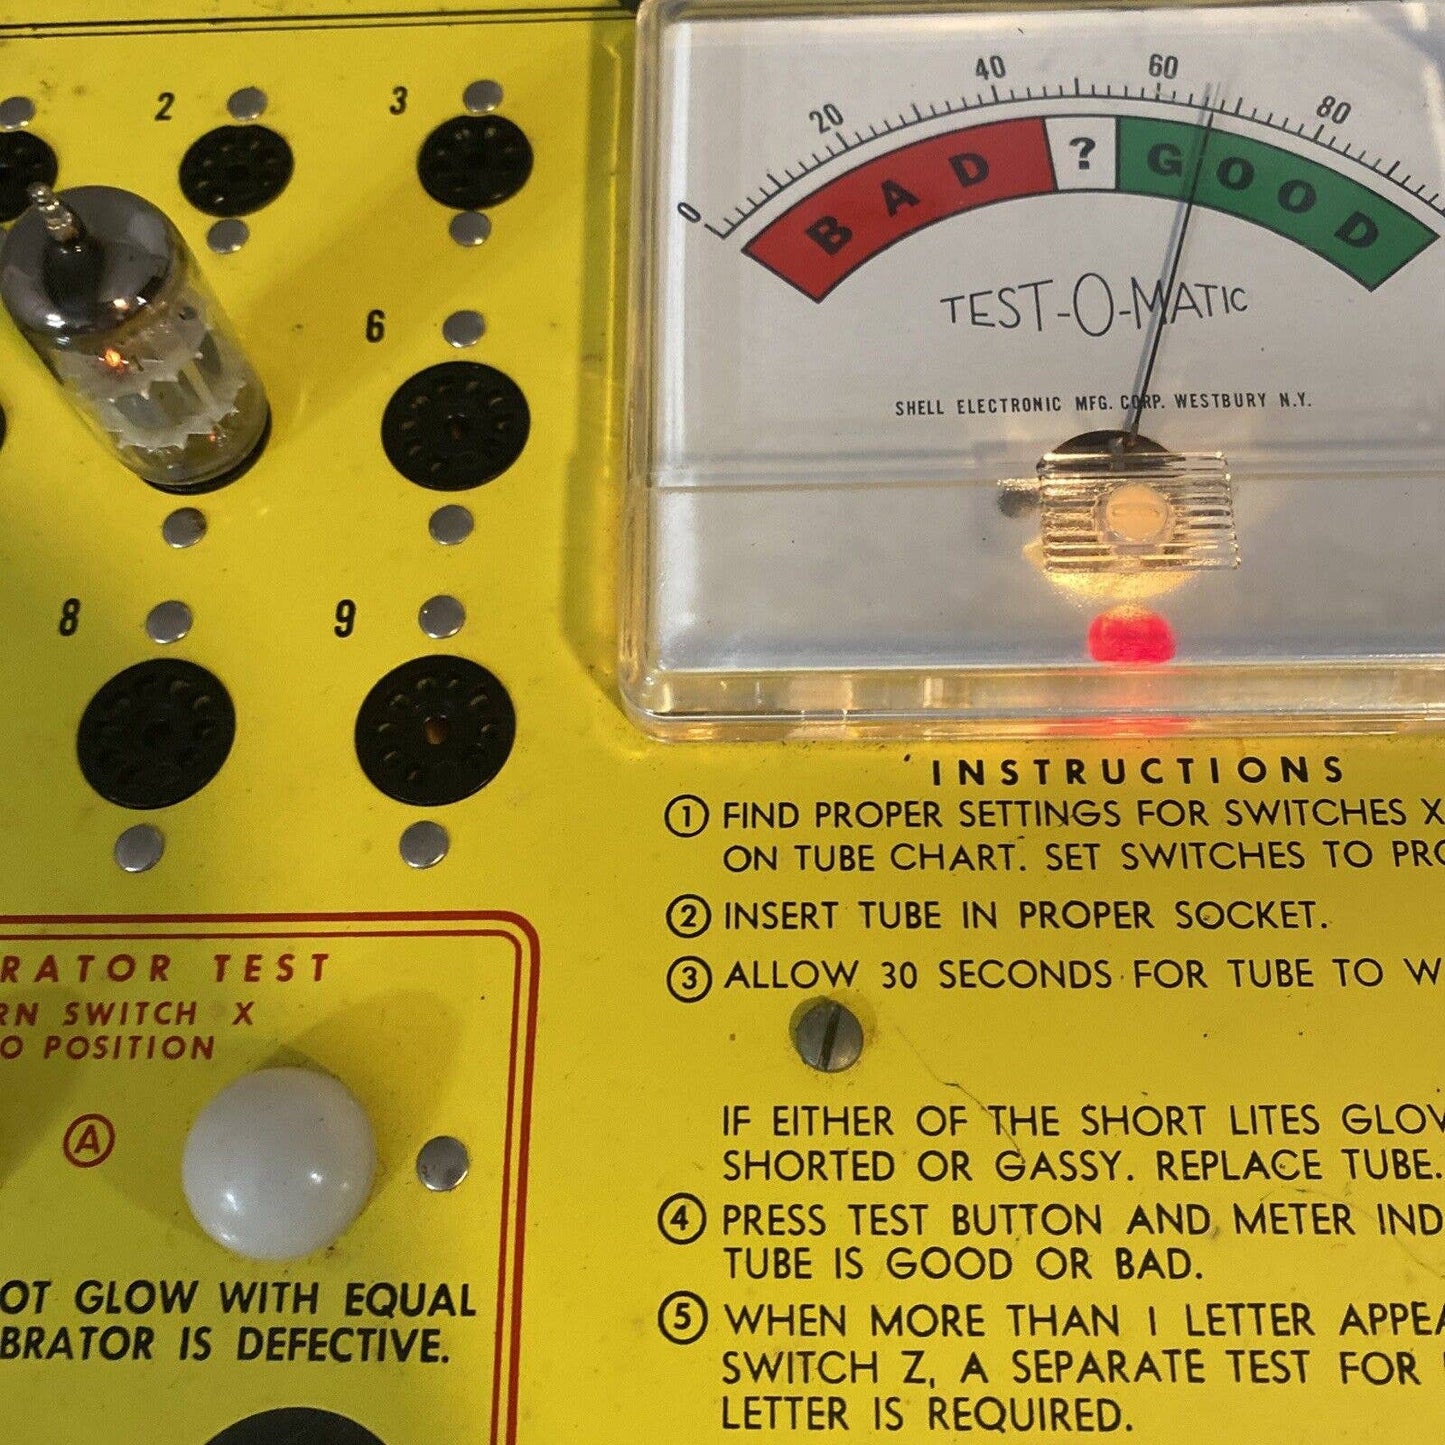 2
3
0 20 40 60 80
BAD ? GOOD
TEST-O-MATIC
SHELL ELECTRONIC MFG. CORP. WESTBURY N.Y.
6
8
9
INSTRUCTIONS
1 FIND PROPER SETTINGS FOR SWITCHES X
ON TUBE CHART. SET SWITCHES TO
2 INSERT TUBE IN PROPER SOCKET.
3 ALLOW 30 SECONDS FOR TUBE TO
IF EITHER OF THE SHORT LITES
SHORTED OR GASSY. REPLACE TUBE.
4 PRESS TEST BUTTON AND METER
TUBE IS GOOD OR BAD.
5 WHEN MORE THAN 1 LETTER
SWITCH Z, A SEPARATE TEST FOR
LETTER IS REQUIRED.
RATOR TEST
RN SWITCH X
O POSITION
A
OT GLOW WITH EQUAL
BRATOR IS DEFECTIVE.